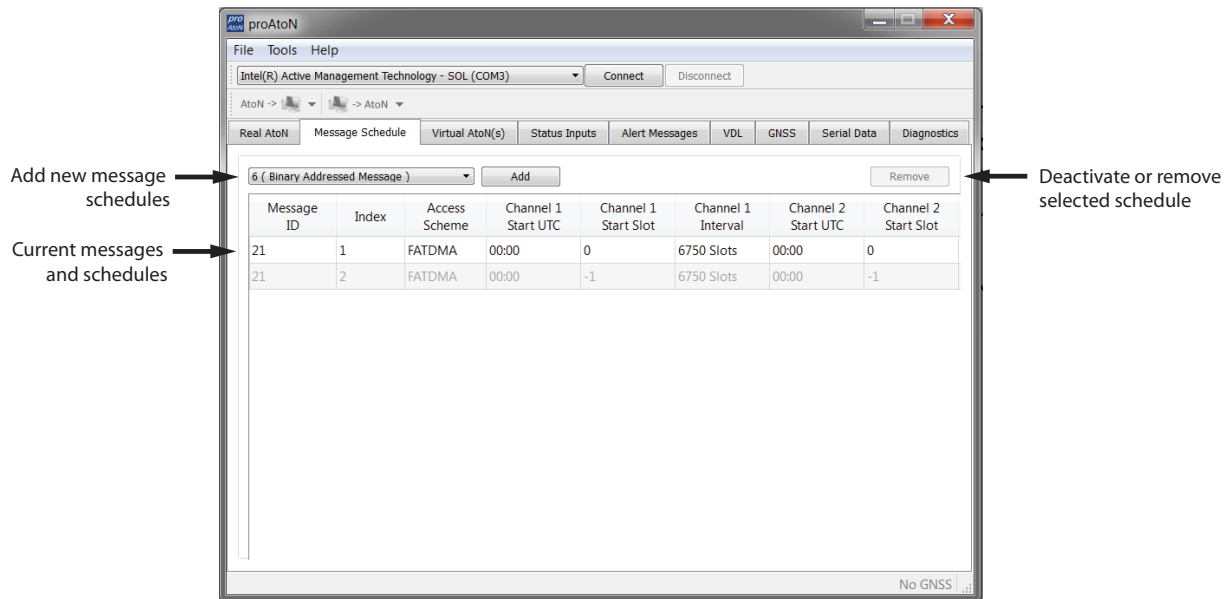 pro
AtoN
proAtoN
File Tools Help
Intel(R) Active Management Technology - SOL (COM3) Connect Disconnect
AtoN -> -> AtoN
Real AtoN Message Schedule Virtual AtoN(s) Status Inputs Alert Messages VDL GNSS Serial Data Diagnostics
Add new message
schedules
6 ( Binary Addressed Message ) Add Remove
Deactivate or remove
selected schedule
Message ID Index Access Scheme Channel 1 Start UTC Channel 1 Start Slot Channel 1 Interval Channel 2 Start UTC Channel 2 Start Slot
Current messages
and schedules
21 1 FATDMA 00:00 0 6750 Slots 00:00 0
21 2 FATDMA 00:00 -1 6750 Slots 00:00 -1
No GNSS